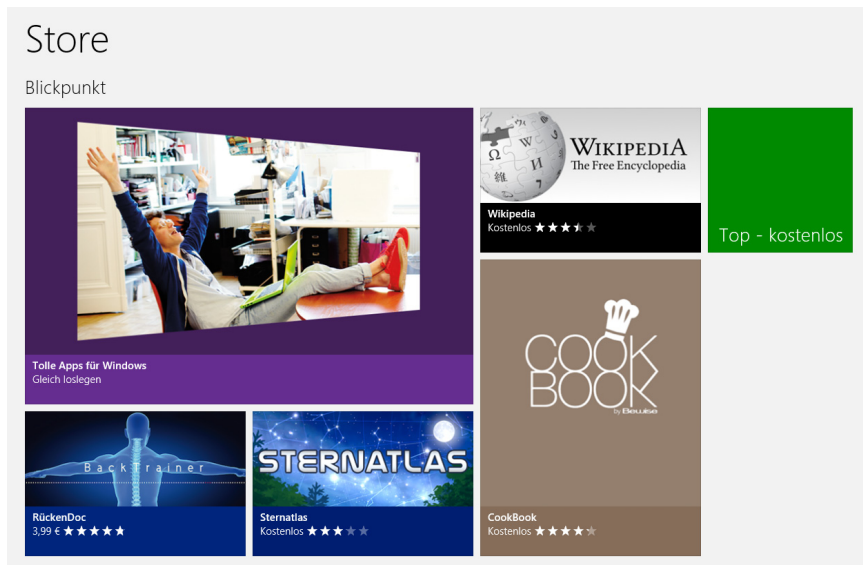 Store
Blickpunkt
Tolle Apps für Windows
Gleich loslegen
WIKIPEDIA
The Free Encyclopedia
Wikipedia
Kostenlos
Top - kostenlos
BackTrainer
RückenDoc
3,99 €
STERNATLAS
Sternatlas
Kostenlos
COOK
BOOK
by Bewise
CookBook
Kostenlos